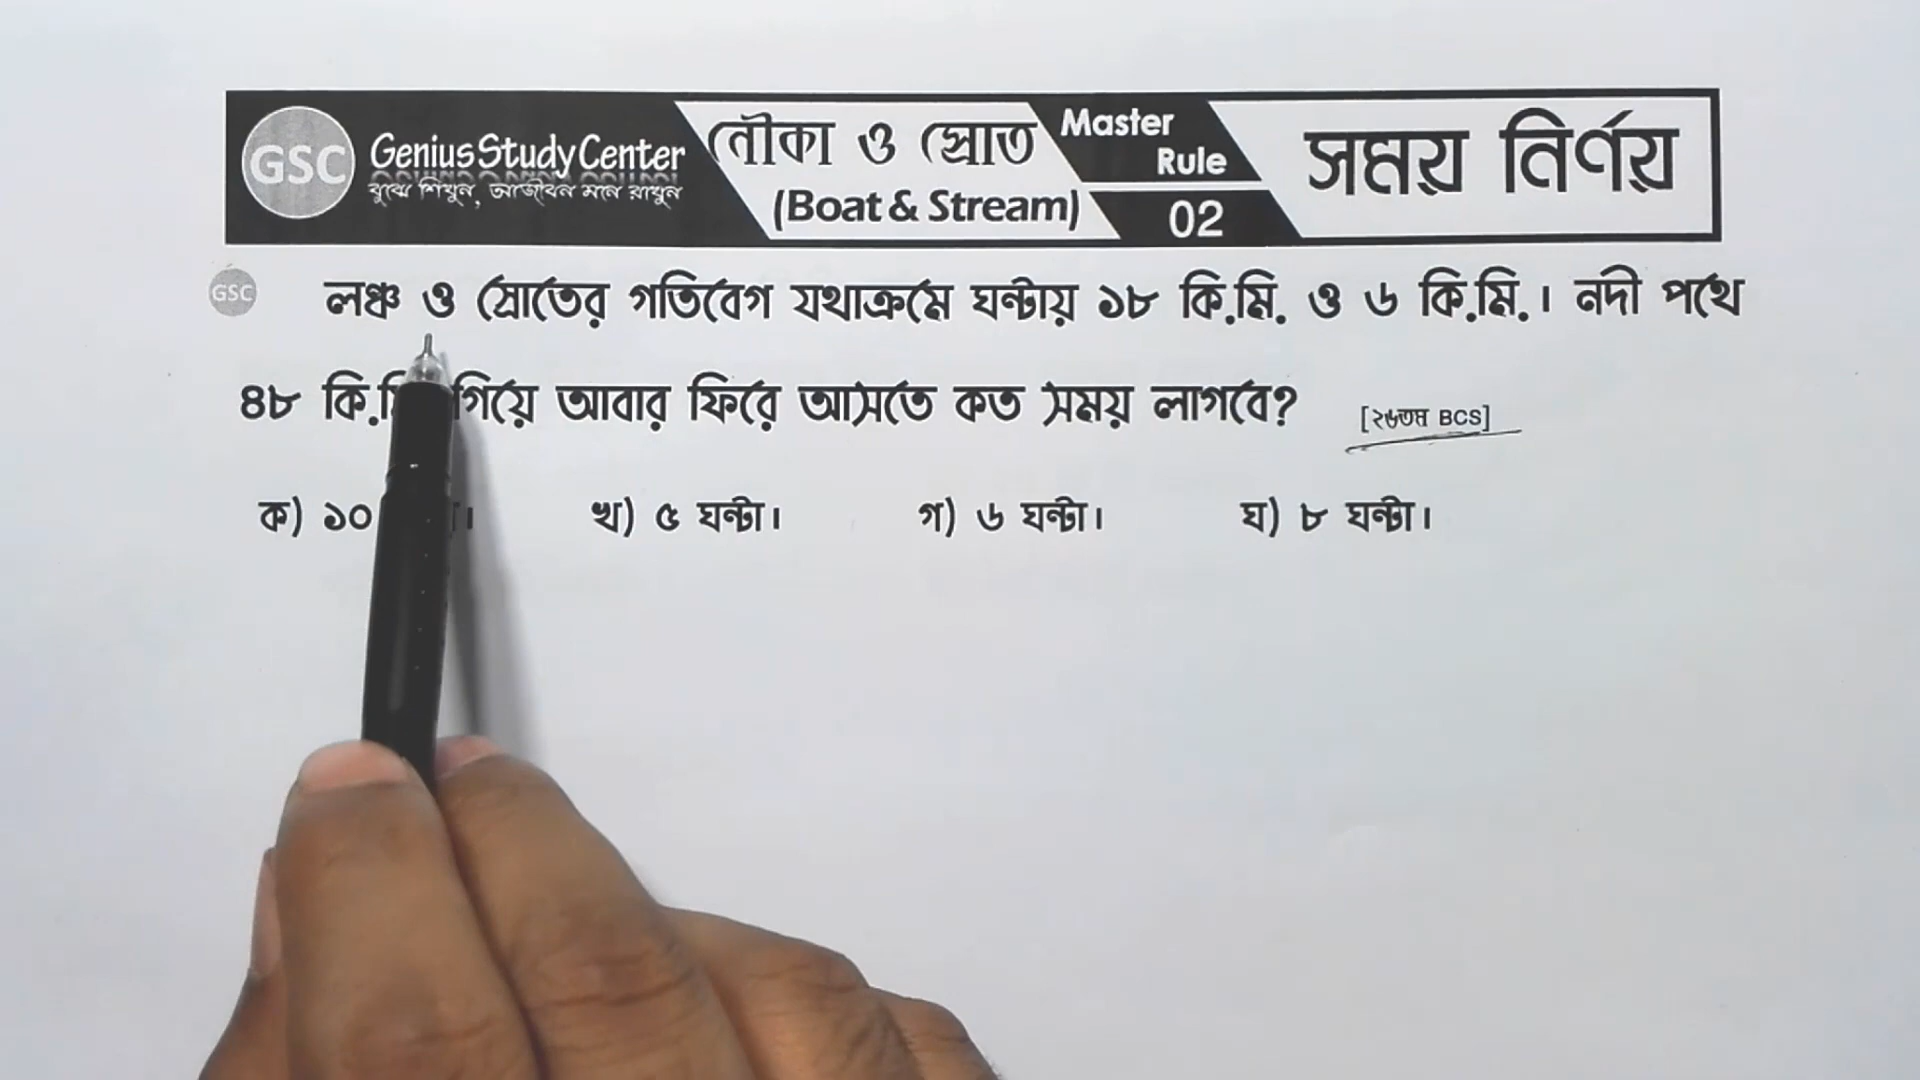 GSC Genius Study Center নৌকা ও স্রোত Master Rule সময় নির্ণয়
বুঝে শিখুন, আজীবন মনে রাখুন (Boat & Stream) 02
GSC লঞ্চ ও স্রোতের গতিবেগ যথাক্রমে ঘন্টায় ১৮ কি.মি. ও ৬ কি.মি.। নদী পথে
৪৮ গিয়ে আবার ফিরে আসতে কত সময় লাগবে? [২৬তম BCS]
ক) ১০ খ) ৫ ঘন্টা। গ) ৬ ঘন্টা। ঘ) ৮ ঘন্টা।